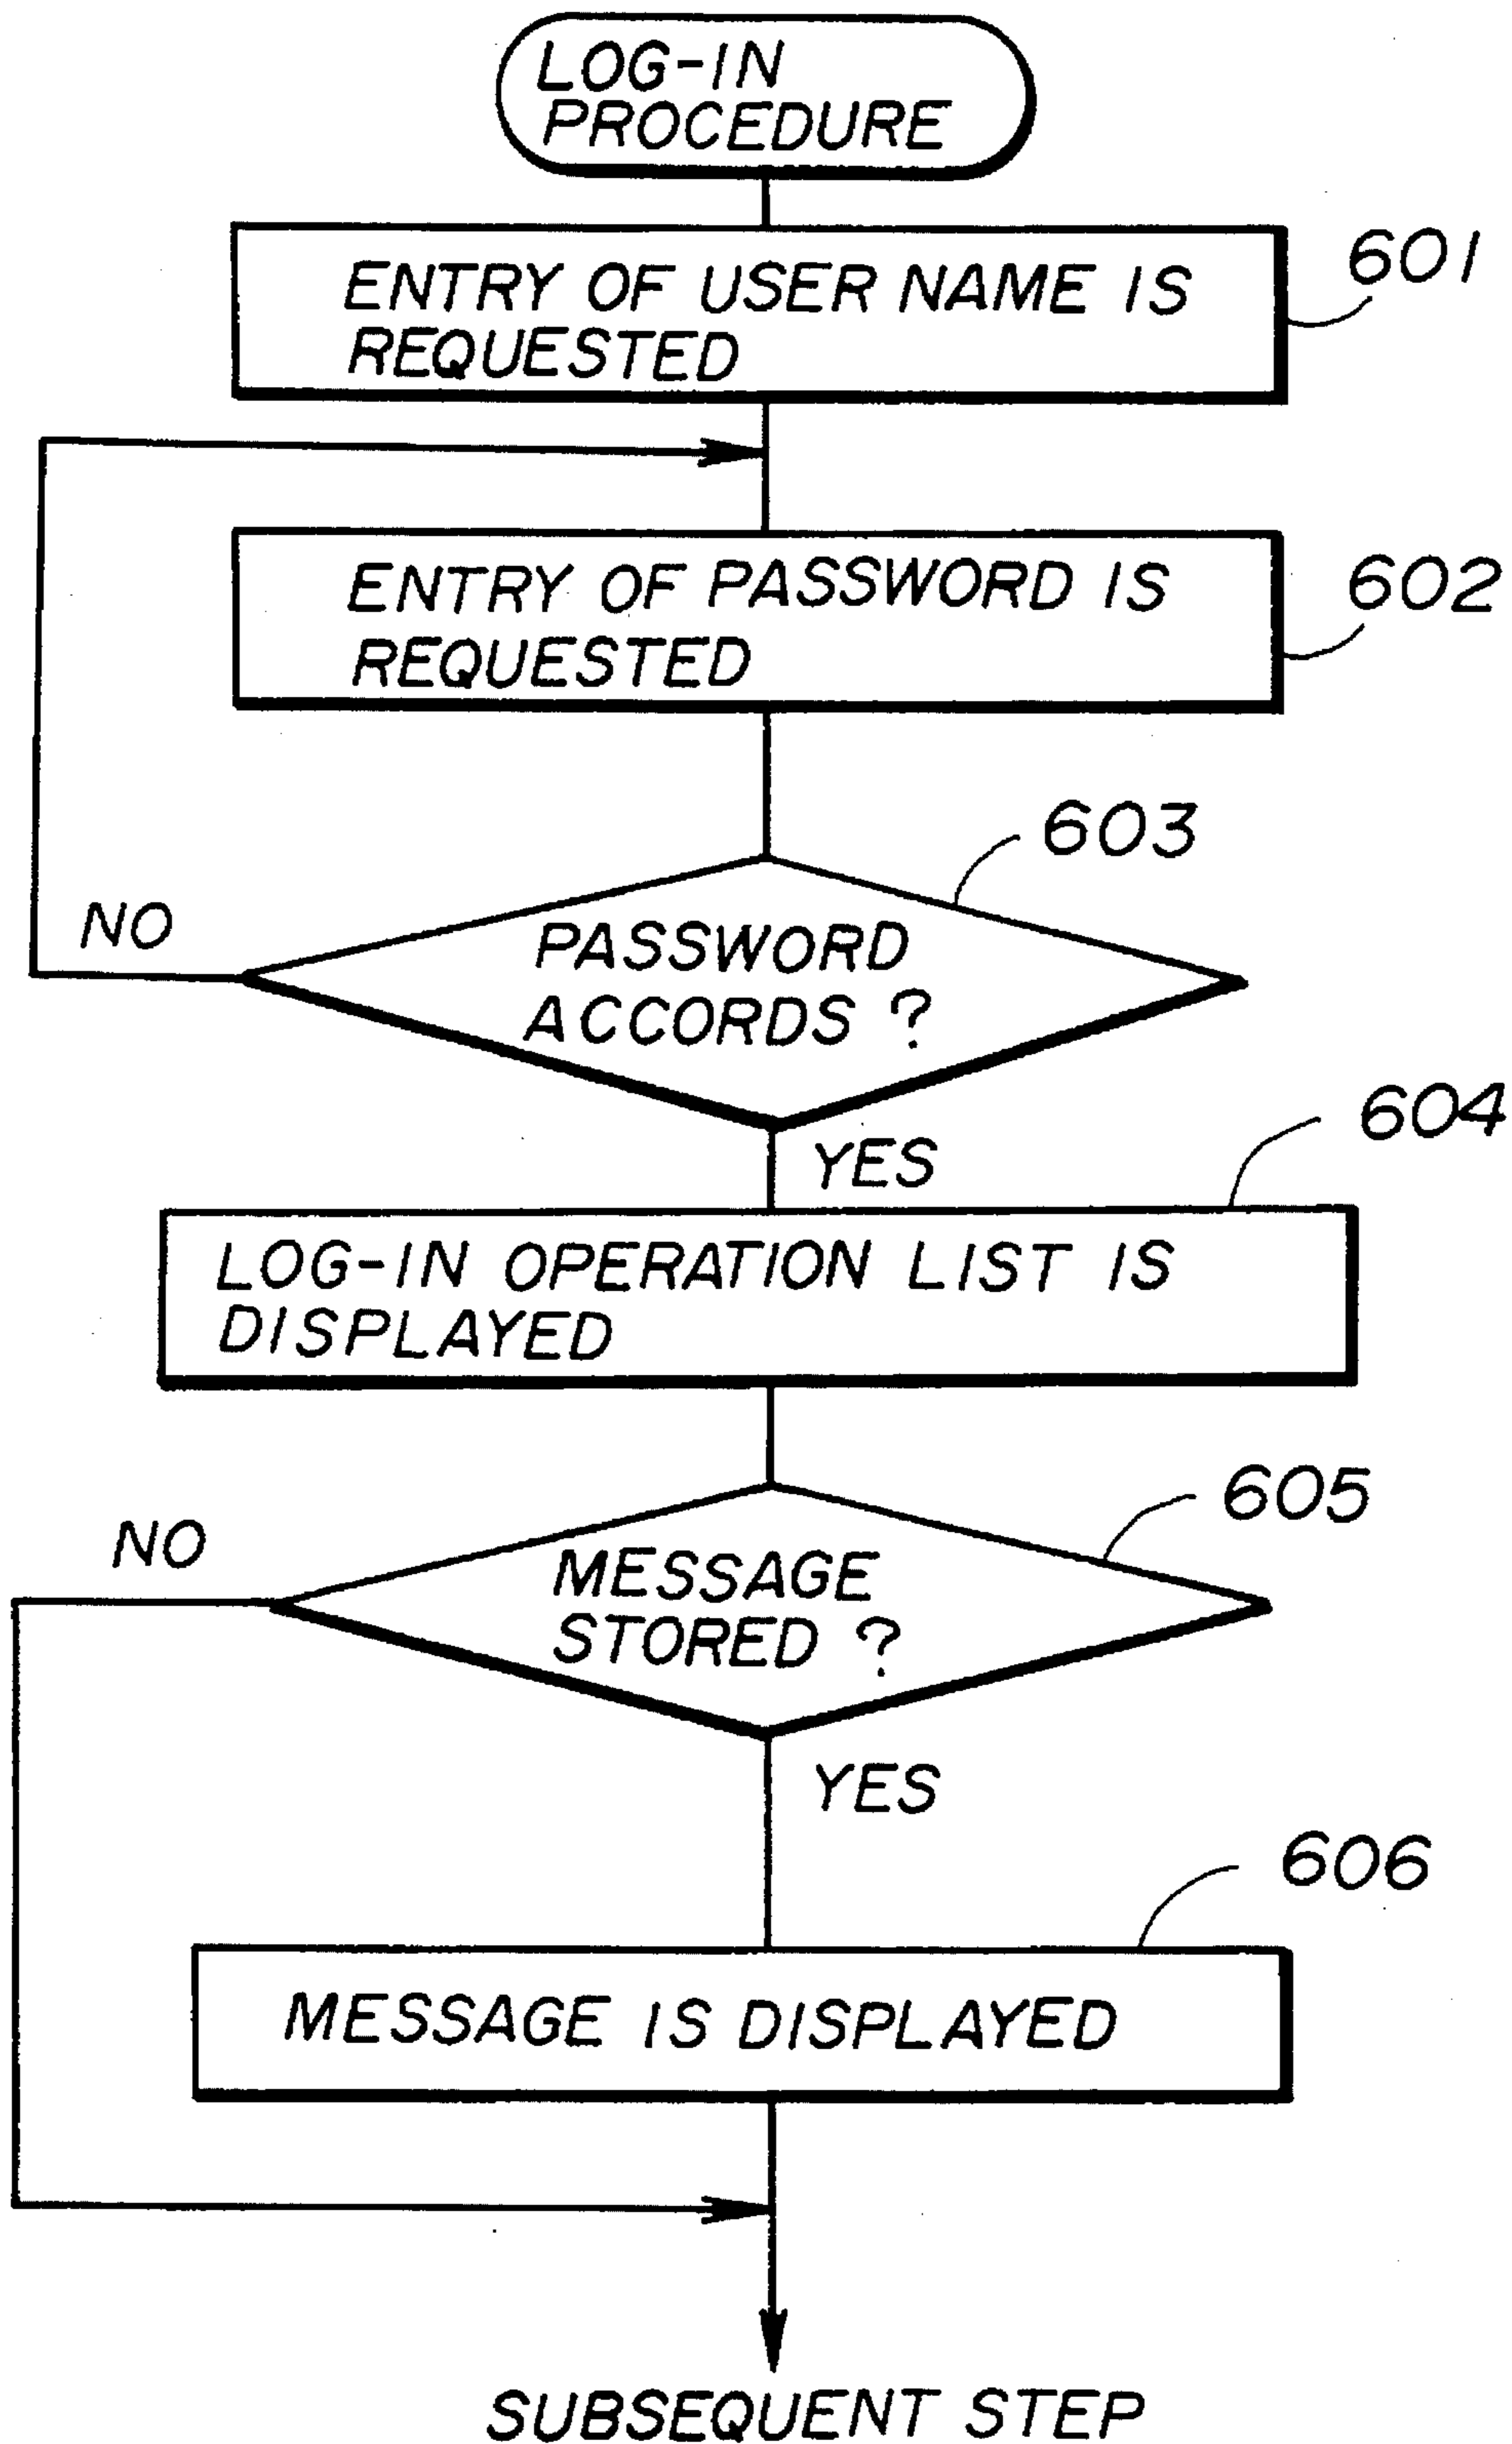 LOG-IN
PROCEDURE
ENTRY OF USER NAME IS
REQUESTED
601
ENTRY OF PASSWORD IS
REQUESTED
602
603
NO
PASSWORD
ACCORDS ?
604
YES
LOG-IN OPERATION LIST IS
DISPLAYED
605
NO
MESSAGE
STORED ?
YES
606
MESSAGE IS DISPLAYED
SUBSEQUENT STEP